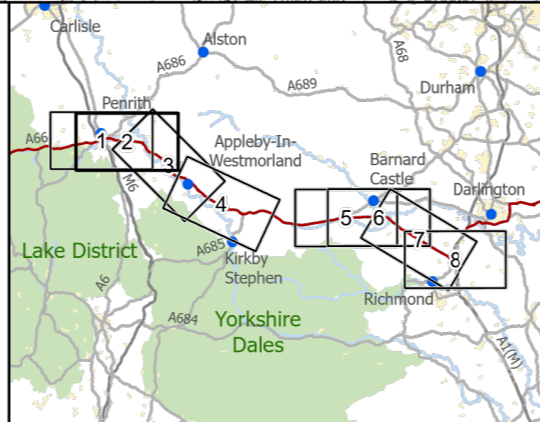 Carlisle
Alston
A686
A68
A689
Durham
Penrith
A66
1
2
3
Appleby-In-
Westmorland
Barnard
Castle
Darlington
M6
4
5
6
7
8
Lake District
A685
Kirkby
Stephen
Richmond
A6
A684
Yorkshire
Dales
A1(M)